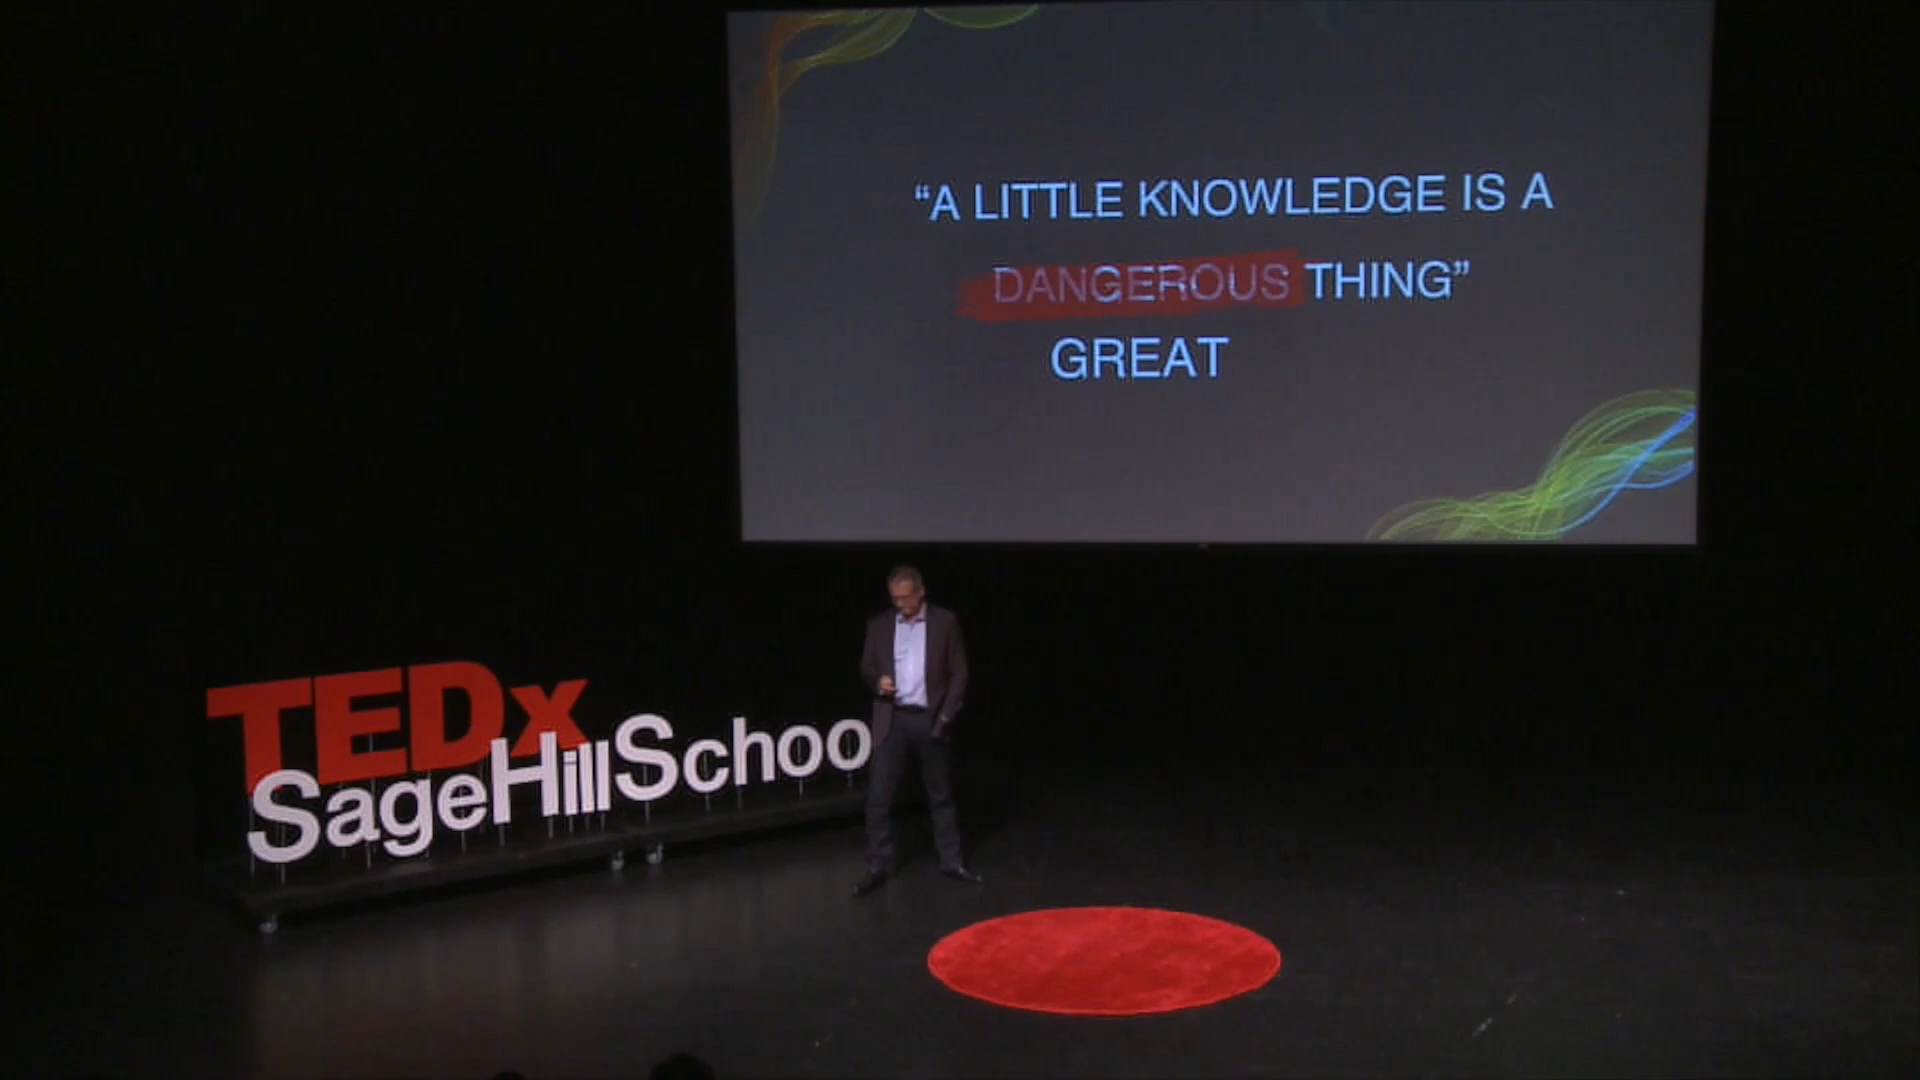 “A LITTLE KNOWLEDGE IS A
DANGEROUS THING”
GREAT
TEDx
SageHillSchoo